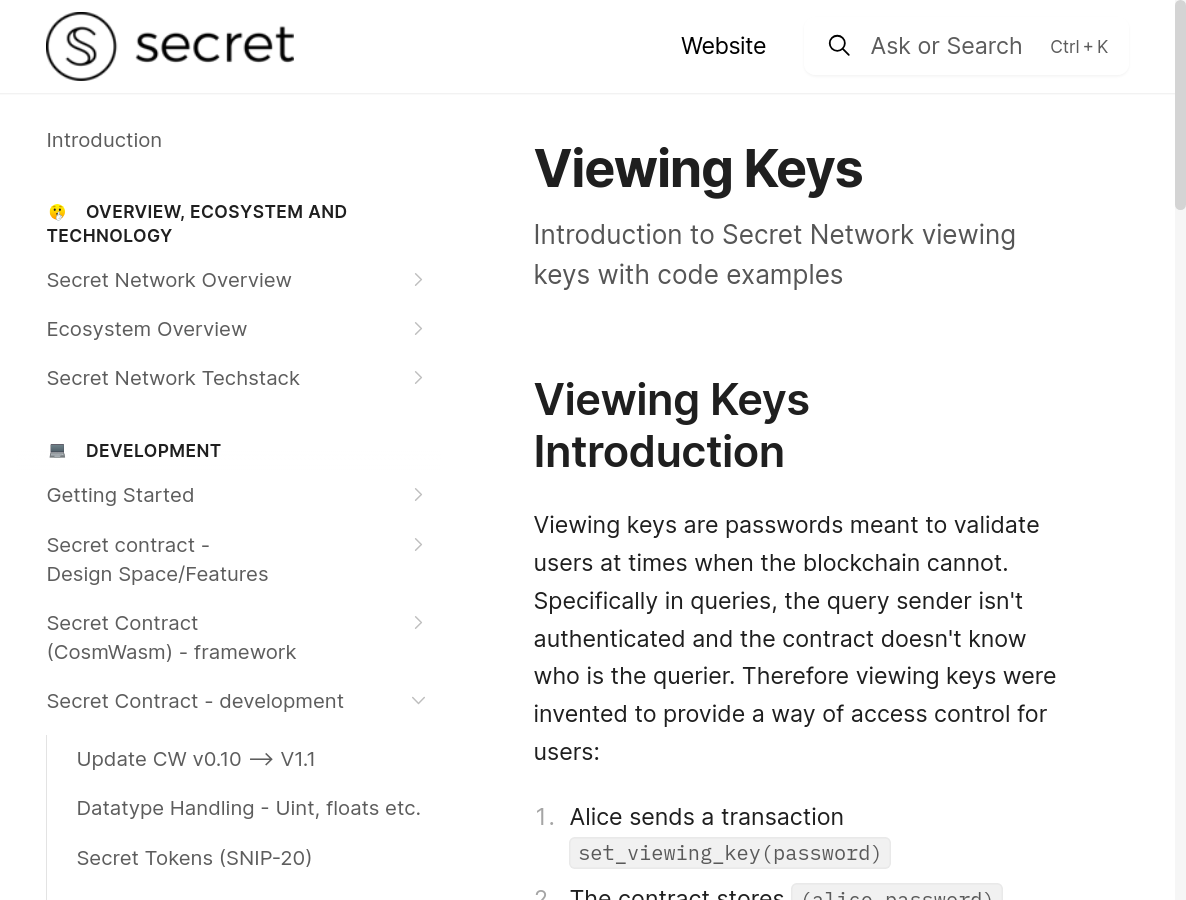 secret
Website
Ask or Search
Ctrl + K
Introduction
OVERVIEW, ECOSYSTEM AND
TECHNOLOGY
Secret Network Overview
Ecosystem Overview
Secret Network Techstack
DEVELOPMENT
Getting Started
Secret contract -
Design Space/Features
Secret Contract
(CosmWasm) - framework
Secret Contract - development
Update CW v0.10 → V1.1
Datatype Handling - Uint, floats etc.
Secret Tokens (SNIP-20)
Viewing Keys
Introduction to Secret Network viewing
keys with code examples
Viewing Keys
Introduction
Viewing keys are passwords meant to validate
users at times when the blockchain cannot.
Specifically in queries, the query sender isn't
authenticated and the contract doesn't know
who is the querier. Therefore viewing keys were
invented to provide a way of access control for
users:
1. Alice sends a transaction
set_viewing_key(password)
2. The contract stores (alice,password)